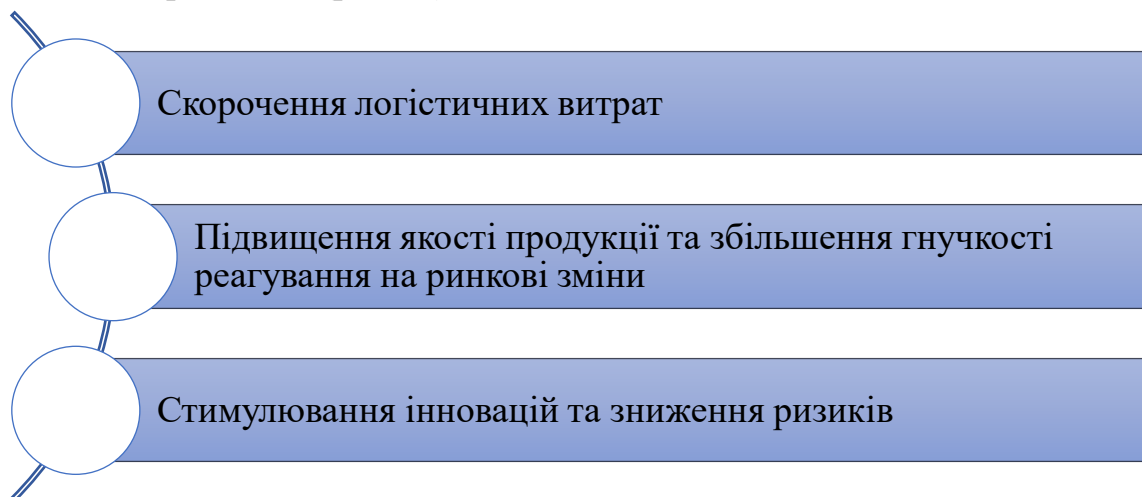 Скорочення логістичних витрат
Підвищення якості продукції та збільшення гнучкості
реагування на ринкові зміни
Стимулювання інновацій та зниження ризиків